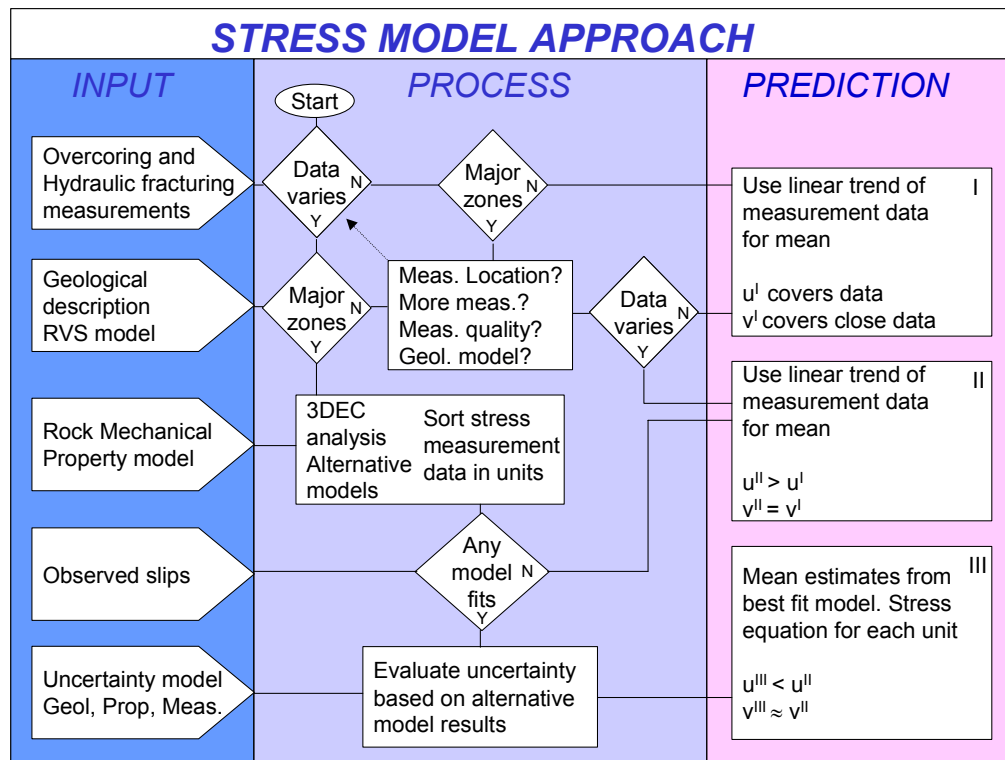 STRESS MODEL APPROACH
INPUT
PROCESS
PREDICTION
Start
Overcoring and
Hydraulic fracturing
measurements
Data
varies
N
Y
Major
zones
N
Y
Use linear trend of
measurement data
for mean
I
uᴵ covers data
vᴵ covers close data
Geological
description
RVS model
Major
zones
N
Y
Meas. Location?
More meas.?
Meas. quality?
Geol. model?
Data
varies
N
Y
Use linear trend of
measurement data
for mean
II
uᴵᴵ > uᴵ
vᴵᴵ = vᴵ
Rock Mechanical
Property model
3DEC
analysis
Alternative
models
Sort stress
measurement
data in units
Observed slips
Any
model
fits
N
Y
Mean estimates from
best fit model. Stress
equation for each unit
III
uᴵᴵᴵ < uᴵᴵ
vᴵᴵᴵ ≈ vᴵᴵ
Uncertainty model
Geol, Prop, Meas.
Evaluate uncertainty
based on alternative
model results